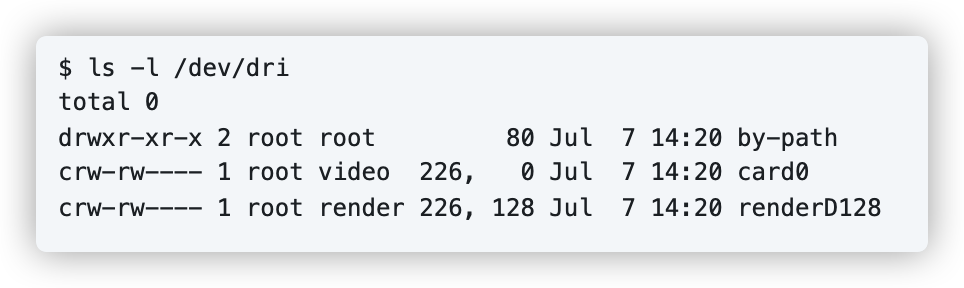 $ ls -l /dev/dri
total 0
drwxr-xr-x 2 root root         80 Jul  7 14:20 by-path
crw-rw---- 1 root video  226,   0 Jul  7 14:20 card0
crw-rw---- 1 root render 226, 128 Jul  7 14:20 renderD128